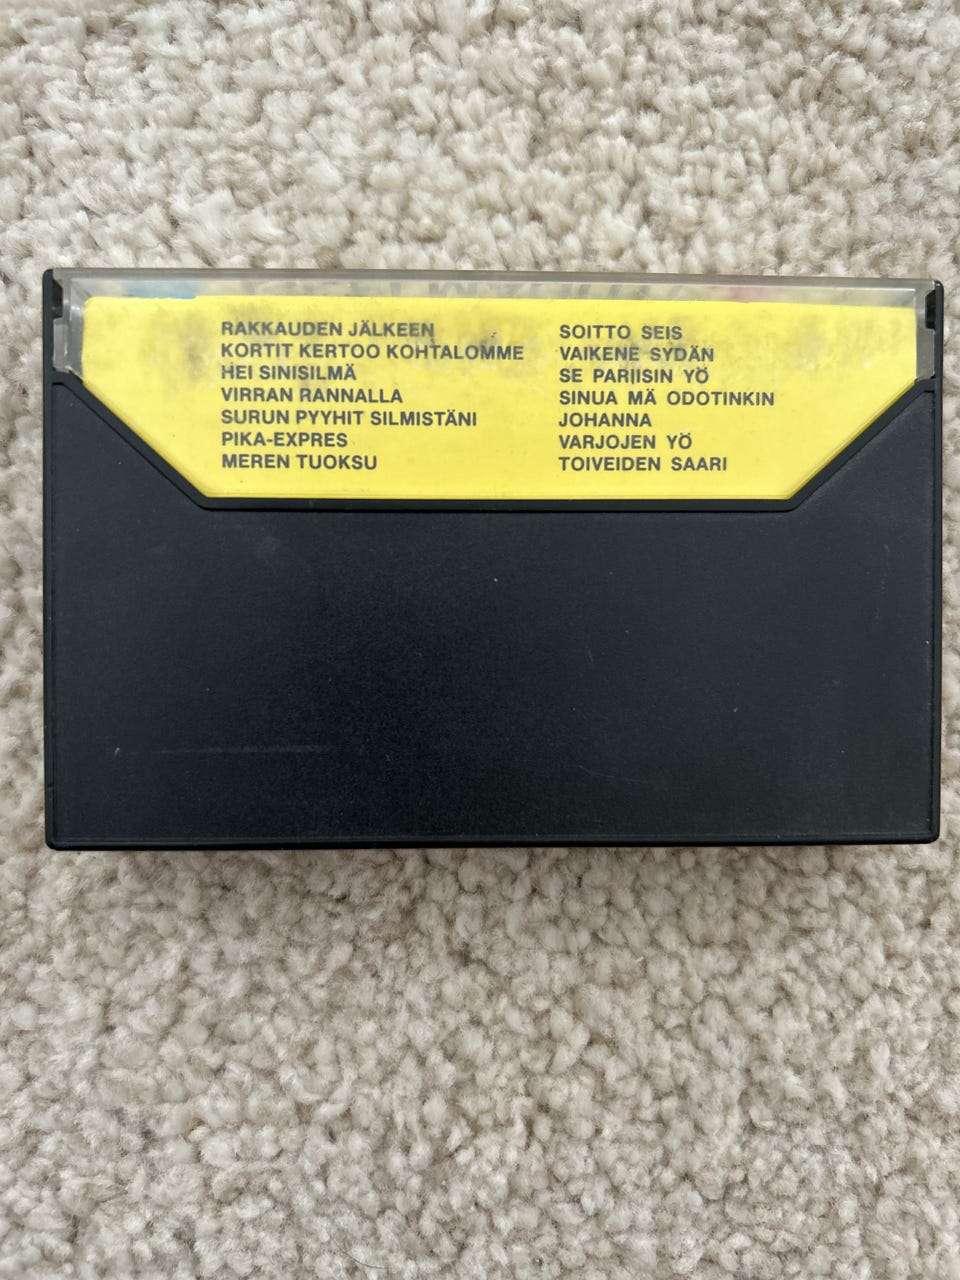 RAKKAUDEN JÄLKEEN
KORTIT KERTOO KOHTALOMME
HEI SINISILMÄ
VIRRAN RANNALLA
SURUN PYYHIT SILMISTÄNI
PIKA-EXPRES
MEREN TUOKSU
SOITTO SEIS
VAIKENE SYDÄN
SE PARIISIN YÖ
SINUA MÄ ODOTINKIN
JOHANNA
VARJOJEN YÖ
TOIVEIDEN SAARI